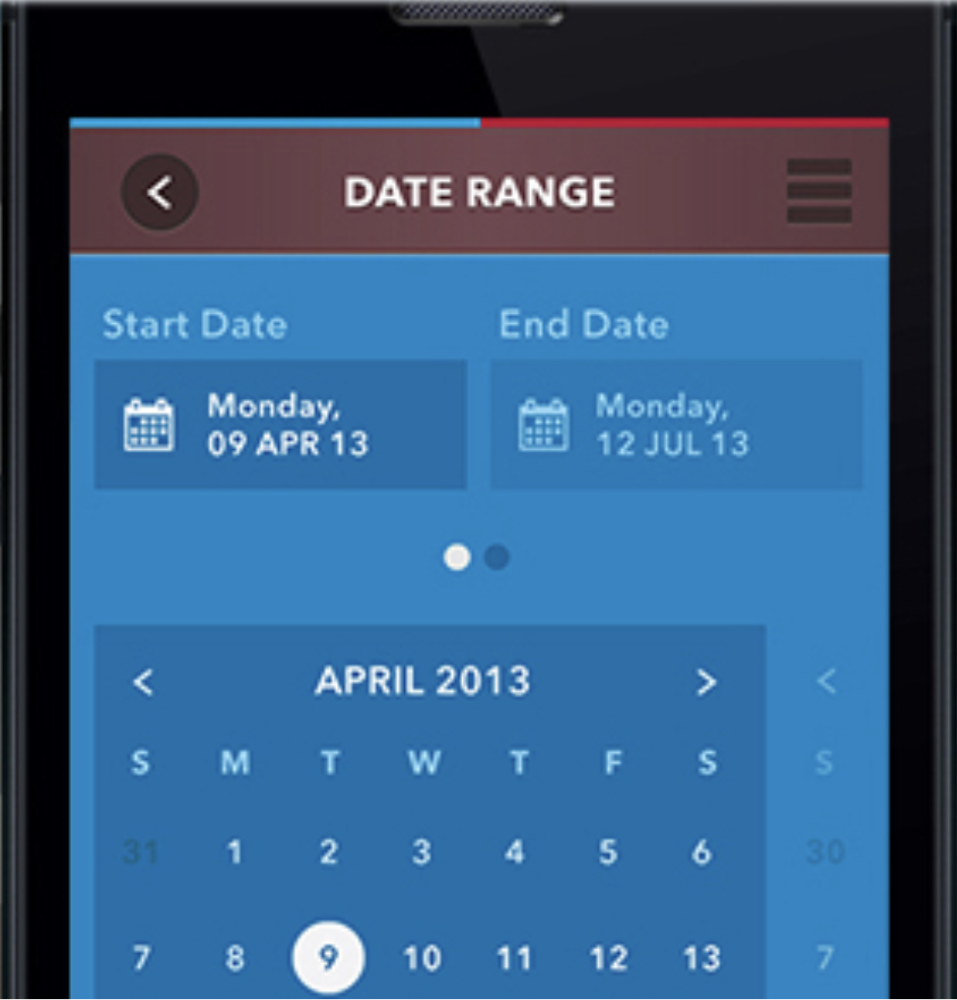 < DATE RANGE
Start Date End Date
Monday, Monday,
09 APR 13 12 JUL 13
< APRIL 2013 > <
S M T W T F S S
31 1 2 3 4 5 6 30
7 8 9 10 11 12 13 7